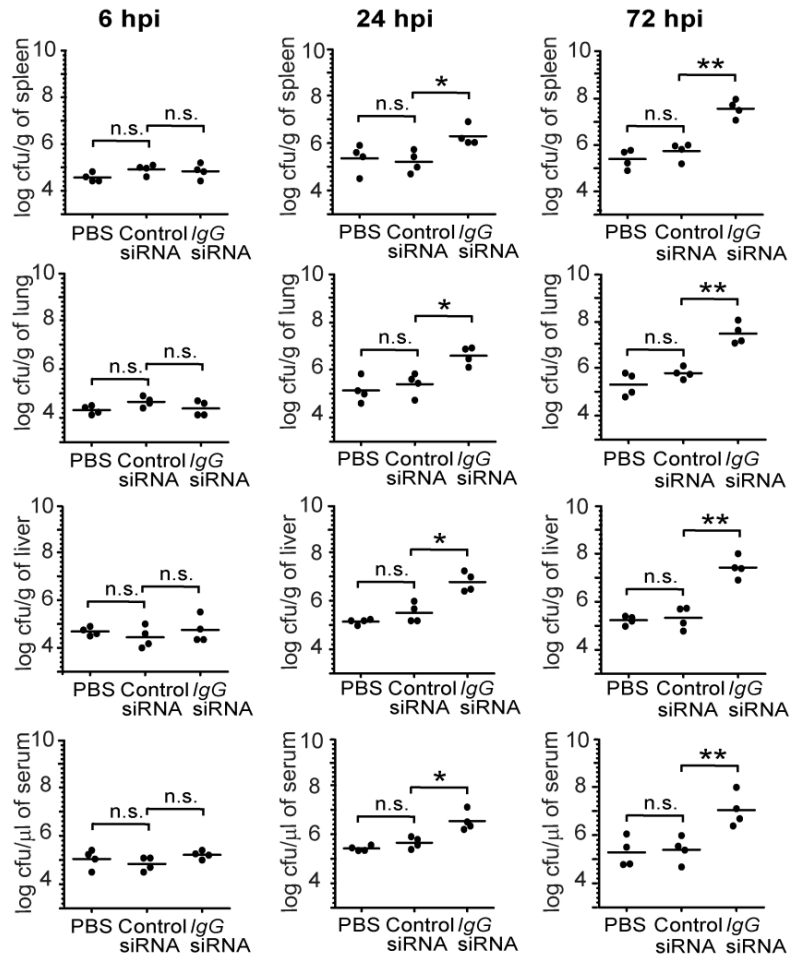 6 hpi 24 hpi 72 hpi
log cfu/g of spleen
10
8
6
4
n.s. n.s.
PBS Control IgG
siRNA siRNA
log cfu/g of spleen
10
8
6
4
n.s. *
PBS Control IgG
siRNA siRNA
log cfu/g of spleen
10
8
6
4
n.s. **
PBS Control IgG
siRNA siRNA
log cfu/g of lung
10
8
6
4
n.s. n.s.
PBS Control IgG
siRNA siRNA
log cfu/g of lung
10
8
6
4
n.s. *
PBS Control IgG
siRNA siRNA
log cfu/g of lung
10
8
6
4
n.s. **
PBS Control IgG
siRNA siRNA
log cfu/g of liver
10
8
6
4
n.s. n.s.
PBS Control IgG
siRNA siRNA
log cfu/g of liver
10
8
6
4
n.s. *
PBS Control IgG
siRNA siRNA
log cfu/g of liver
10
8
6
4
n.s. **
PBS Control IgG
siRNA siRNA
log cfu/µl of serum
10
8
6
4
n.s. n.s.
PBS Control IgG
siRNA siRNA
log cfu/µl of serum
10
8
6
4
n.s. *
PBS Control IgG
siRNA siRNA
log cfu/µl of serum
10
8
6
4
n.s. **
PBS Control IgG
siRNA siRNA